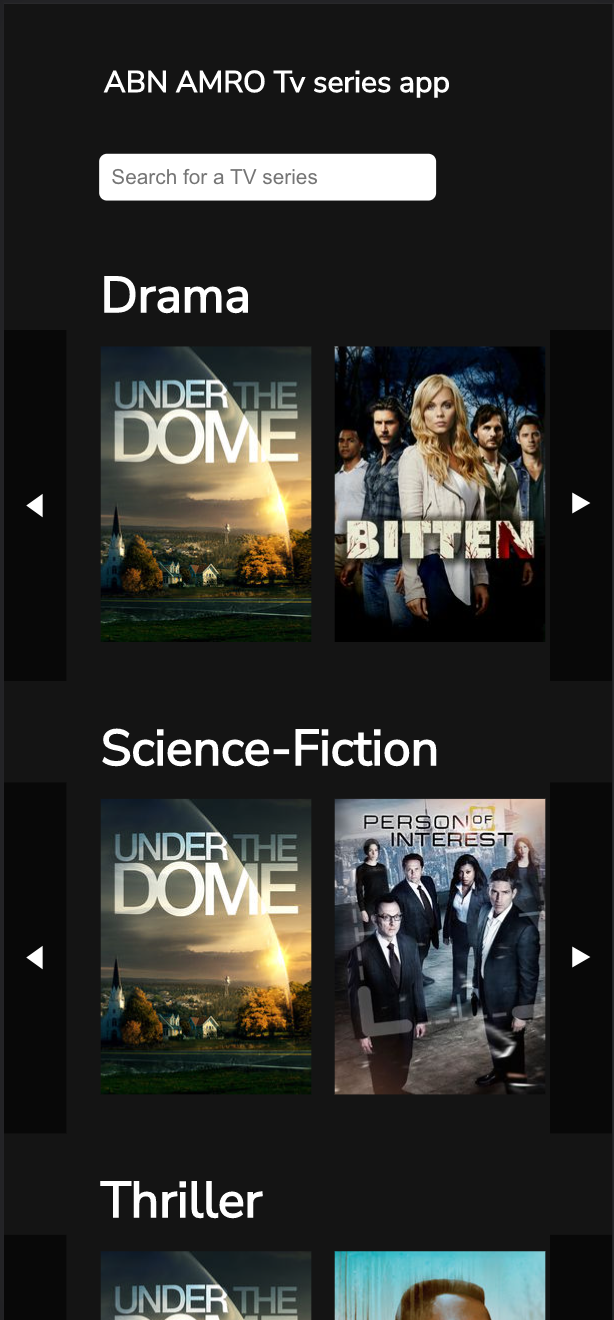 ABN AMRO Tv series app
Search for a TV series
Drama
UNDER THE
DOME
BITTEN
Science-Fiction
UNDER THE
DOME
PERSON OF
INTEREST
Thriller
UNDER THE